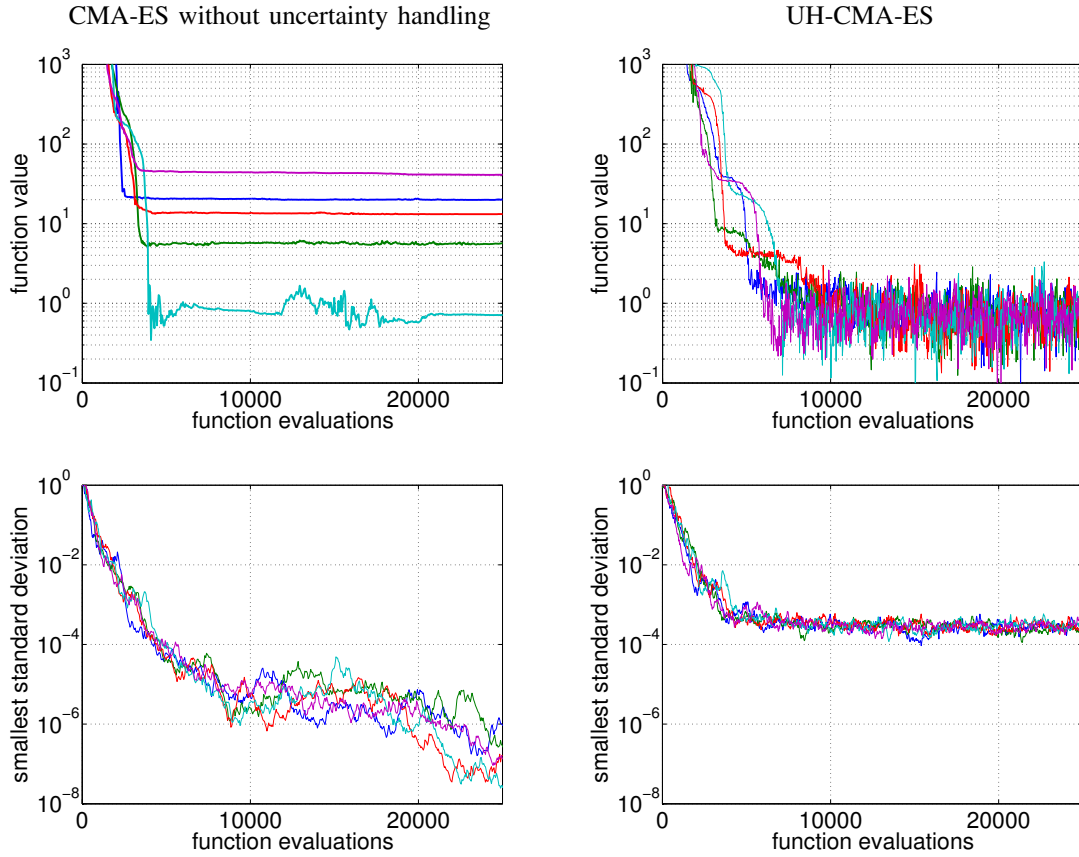 CMA-ES without uncertainty handling
UH-CMA-ES
function value
10^3
10^2
10^1
10^0
10^−1
0 10000 20000
function evaluations
function value
10^3
10^2
10^1
10^0
10^−1
0 10000 20000
function evaluations
smallest standard deviation
10^0
10^−2
10^−4
10^−6
10^−8
0 10000 20000
function evaluations
smallest standard deviation
10^0
10^−2
10^−4
10^−6
10^−8
0 10000 20000
function evaluations